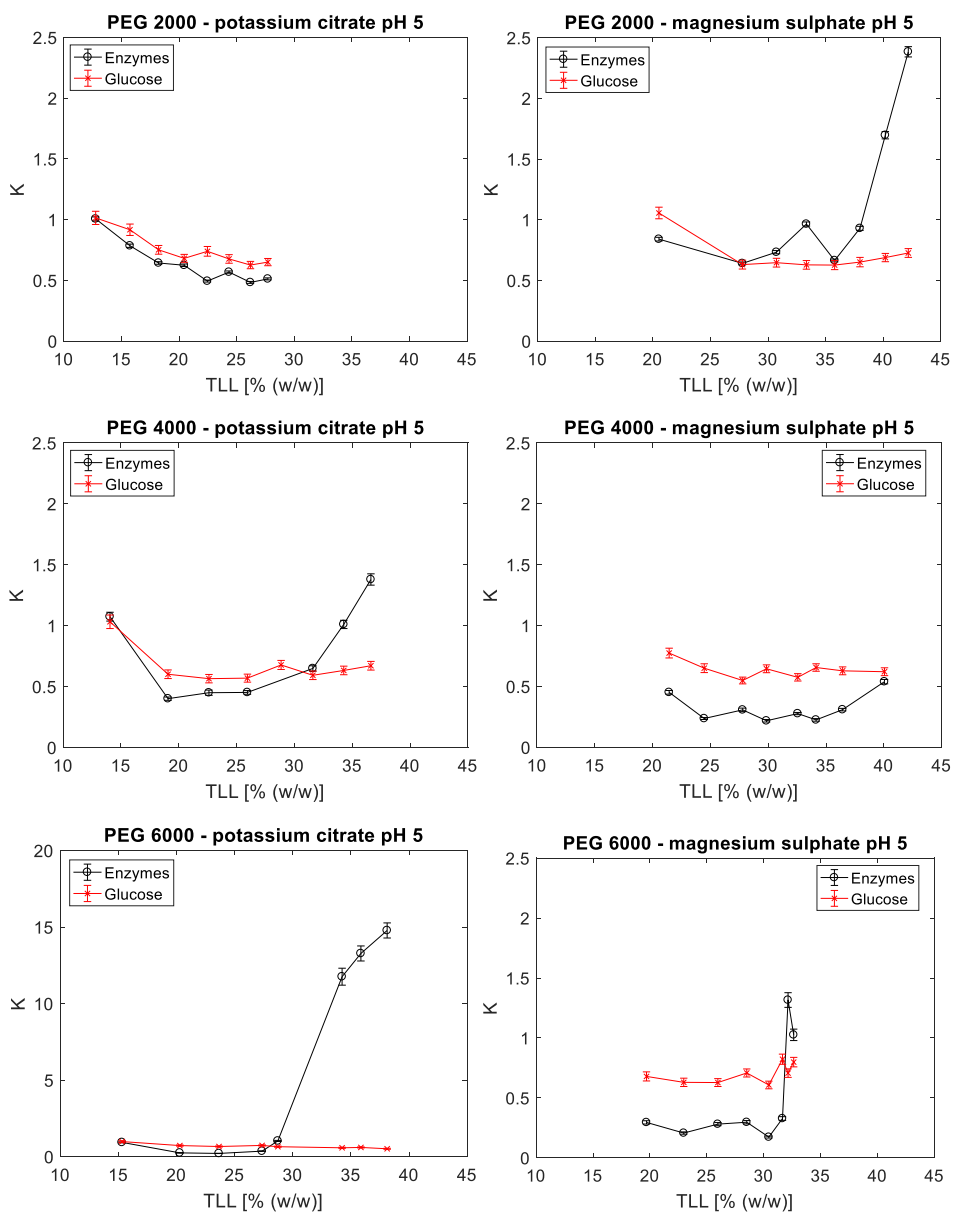 PEG 2000 - potassium citrate pH 5
2.5
2
1.5
1
0.5
0
K
Enzymes
Glucose
10 15 20 25 30 35 40 45
TLL [% (w/w)]
PEG 2000 - magnesium sulphate pH 5
2.5
2
1.5
1
0.5
0
K
Enzymes
Glucose
10 15 20 25 30 35 40 45
TLL [% (w/w)]
PEG 4000 - potassium citrate pH 5
2.5
2
1.5
1
0.5
0
K
Enzymes
Glucose
10 15 20 25 30 35 40 45
TLL [% (w/w)]
PEG 4000 - magnesium sulphate pH 5
2.5
2
1.5
1
0.5
0
K
Enzymes
Glucose
10 15 20 25 30 35 40 45
TLL [% (w/w)]
PEG 6000 - potassium citrate pH 5
20
15
10
5
0
K
Enzymes
Glucose
10 15 20 25 30 35 40 45
TLL [% (w/w)]
PEG 6000 - magnesium sulphate pH 5
2.5
2
1.5
1
0.5
0
K
Enzymes
Glucose
10 15 20 25 30 35 40 45
TLL [% (w/w)]